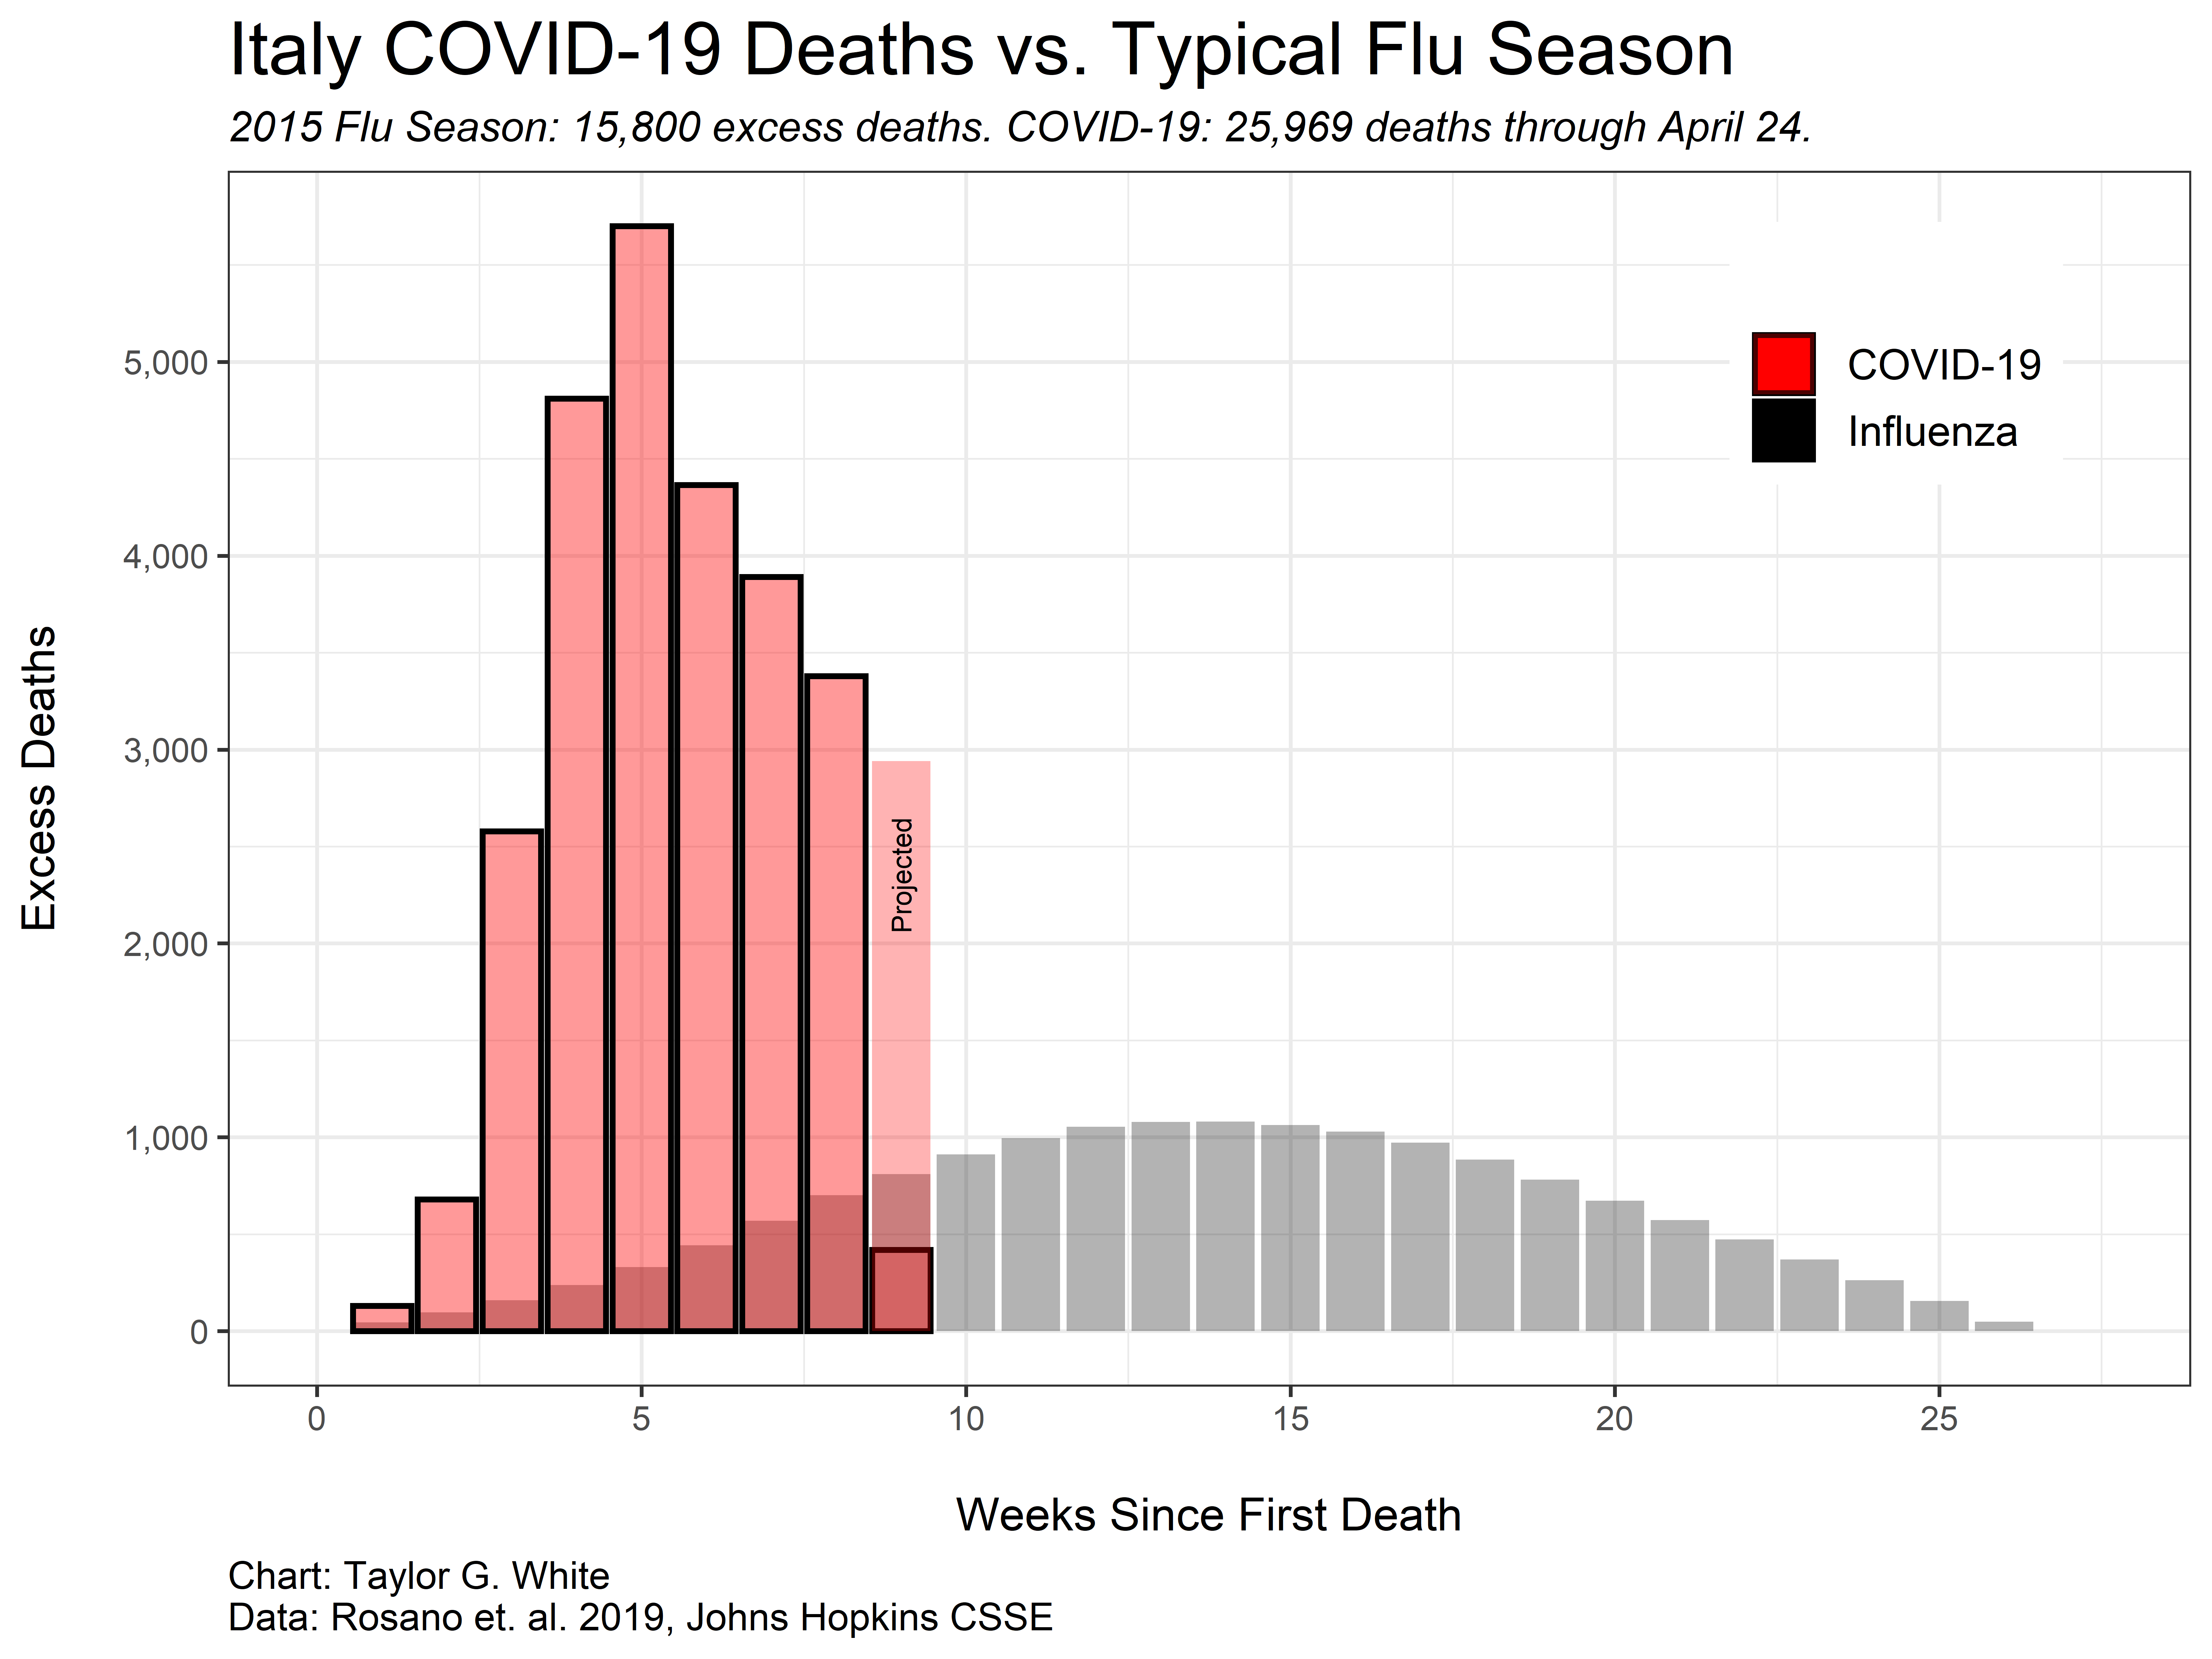 Italy COVID-19 Deaths vs. Typical Flu Season
2015 Flu Season: 15,800 excess deaths. COVID-19: 25,969 deaths through April 24.
COVID-19
Influenza
Excess Deaths
5,000
4,000
3,000
2,000
1,000
0
Projected
0 5 10 15 20 25
Weeks Since First Death
Chart: Taylor G. White
Data: Rosano et. al. 2019, Johns Hopkins CSSE